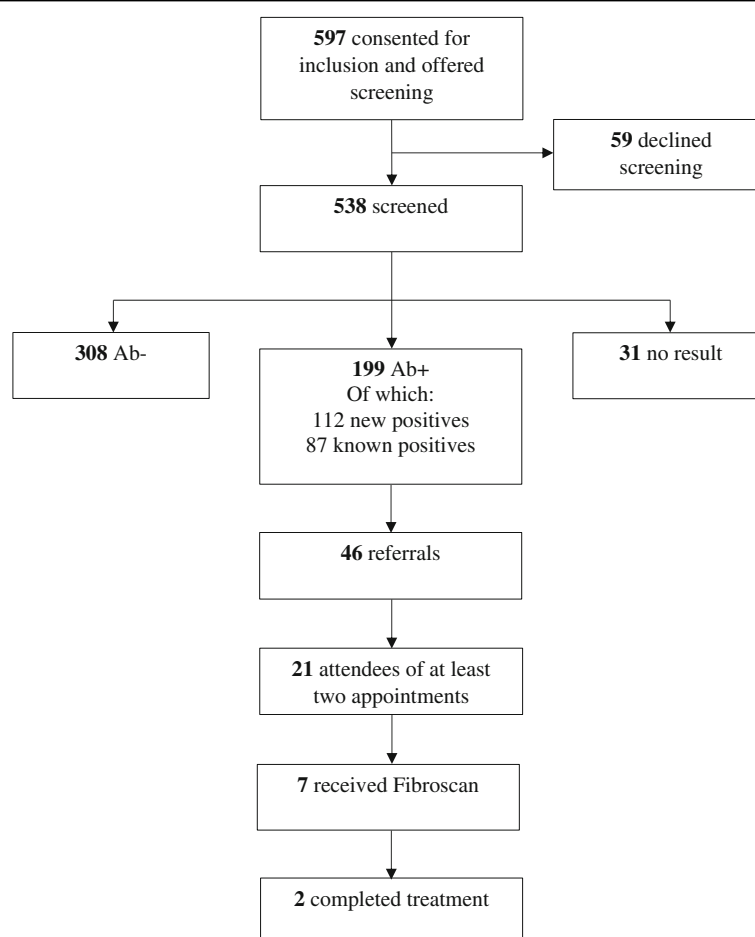 597 consented for
inclusion and offered
screening
59 declined
screening
538 screened
308 Ab-
199 Ab+
Of which:
112 new positives
87 known positives
31 no result
46 referrals
21 attendees of at least
two appointments
7 received Fibroscan
2 completed treatment